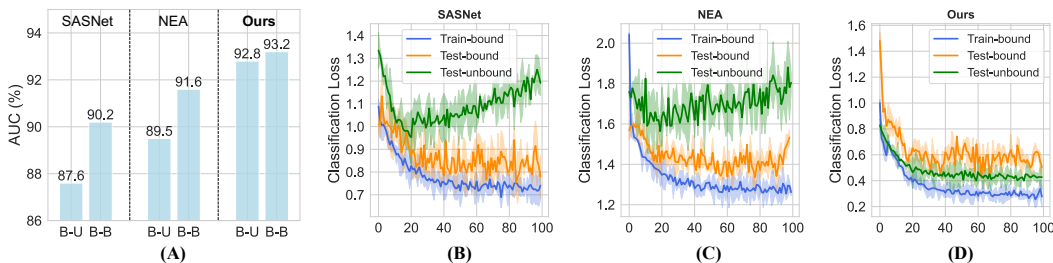 94
92
90
88
86
AUC (%)
SASNet
NEA
Ours
87.6
90.2
89.5
91.6
92.8
93.2
B-U B-B
B-U B-B
B-U B-B
(A)
SASNet
Classification Loss
1.4
1.3
1.2
1.1
1.0
0.9
0.8
0.7
Train-bound
Test-bound
Test-unbound
0 20 40 60 80 100
(B)
NEA
Classification Loss
2.0
1.8
1.6
1.4
1.2
Train-bound
Test-bound
Test-unbound
0 20 40 60 80 100
(C)
Ours
Classification Loss
1.6
1.4
1.2
1.0
0.8
0.6
0.4
0.2
Train-bound
Test-bound
Test-unbound
0 20 40 60 80 100
(D)